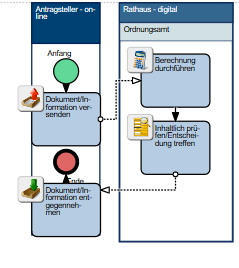 Antragsteller - on-
line
Rathaus - digital
Ordnungsamt
Anfang
Berechnung
durchführen
Dokument/In-
formation ver-
senden
Inhaltlich prü-
fen/Entschei-
dung treffen
Ende
Dokument/In-
formation ent-
gegenneh-
men